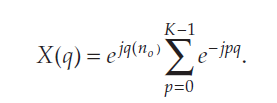 X(q) = e^{jq(n_o)} \sum_{p=0}^{K-1} e^{-jpq}.